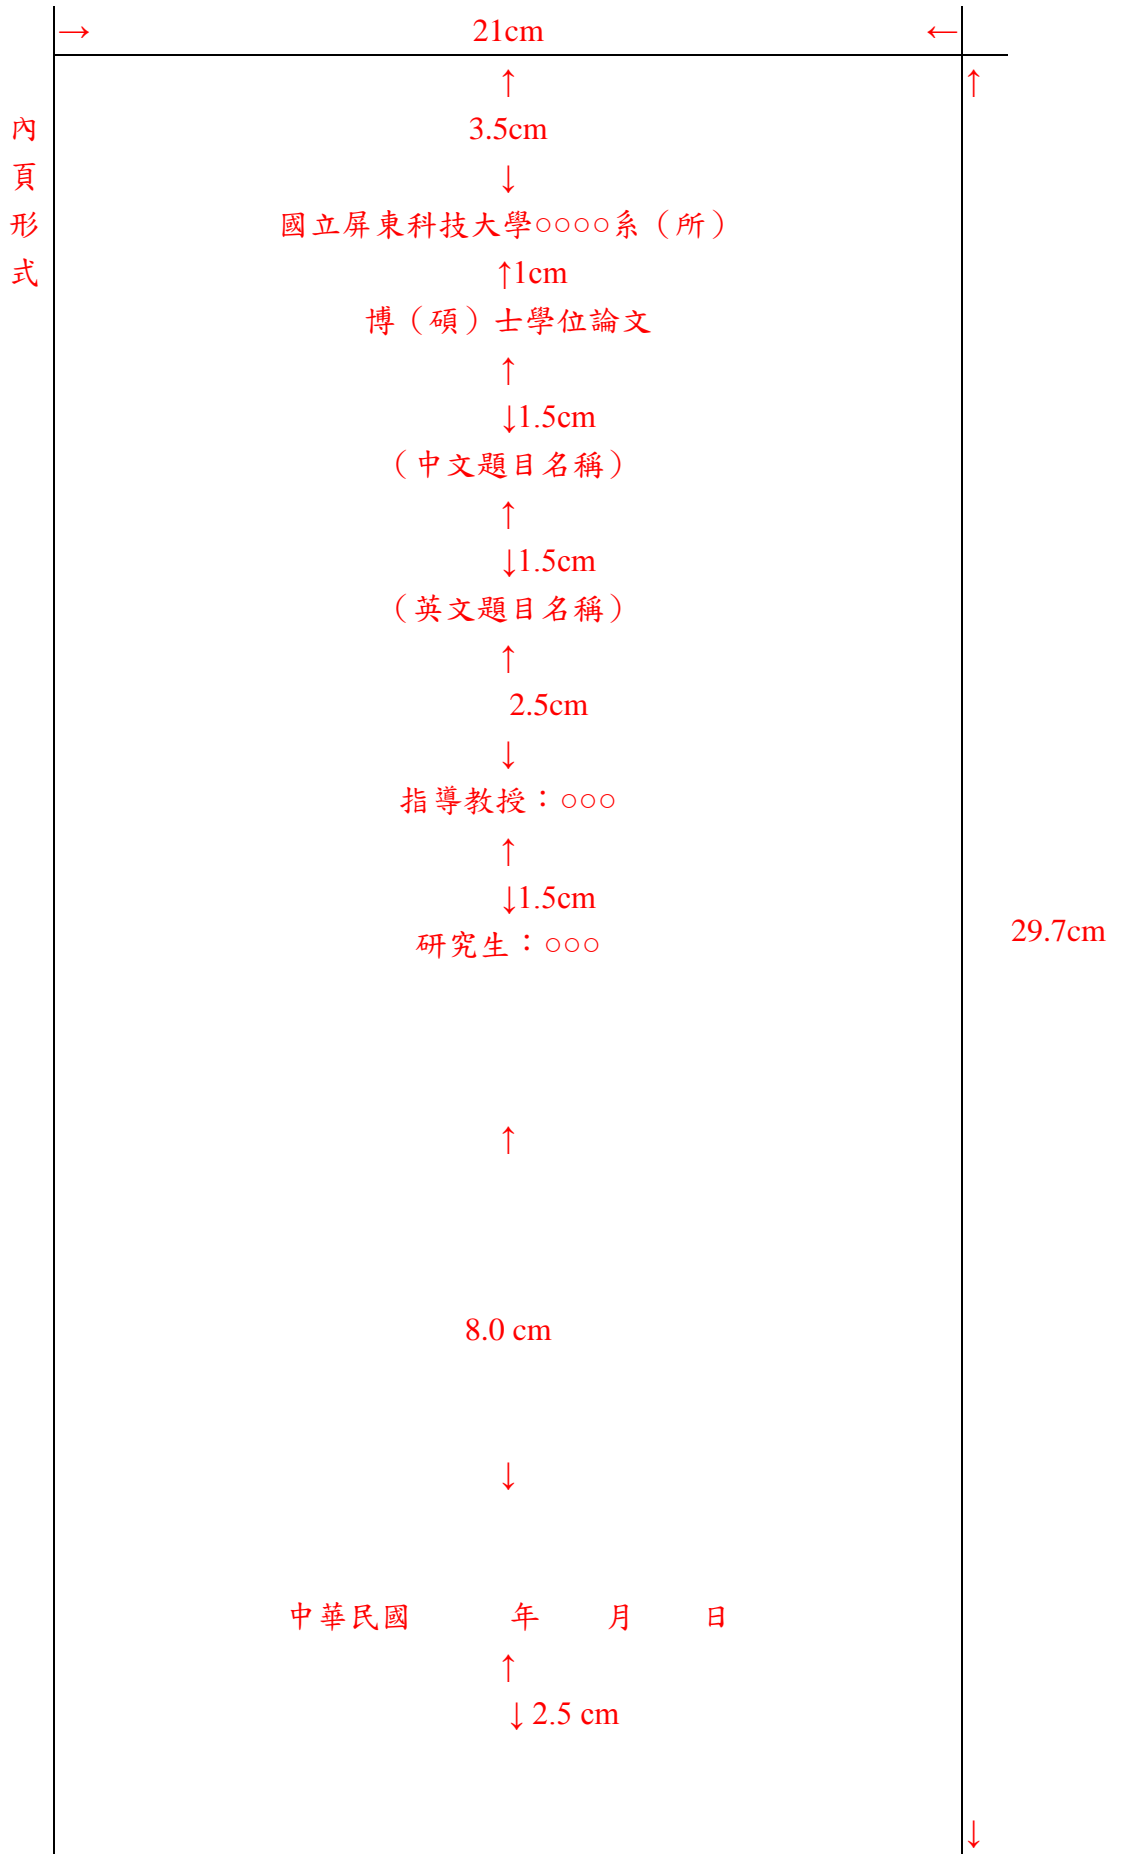 → 21cm ←
↑ ↑
內 3.5cm
頁 ↓
形 國立屏東科技大學○○○○系（所）
式 ↑1cm
博（碩）士學位論文
↑
↓1.5cm
（中文題目名稱）
↑
↓1.5cm
（英文題目名稱）
↑
2.5cm
↓
指導教授：○○○
↑
↓1.5cm
29.7cm
研究生：○○○
↑
8.0 cm
↓
中華民國 年 月 日
↑
↓ 2.5 cm
↓